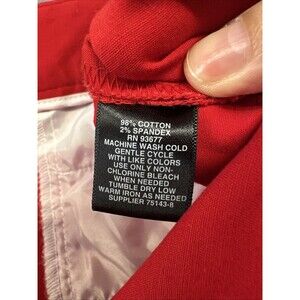 98% COTTON
2% SPANDEX
RN 93677
MACHINE WASH COLD
GENTLE CYCLE
WITH LIKE COLORS
USE ONLY NON-
CHLORINE BLEACH
WHEN NEEDED
TUMBLE DRY LOW
WARM IRON AS NEEDED
SUPPLIER 75143-8